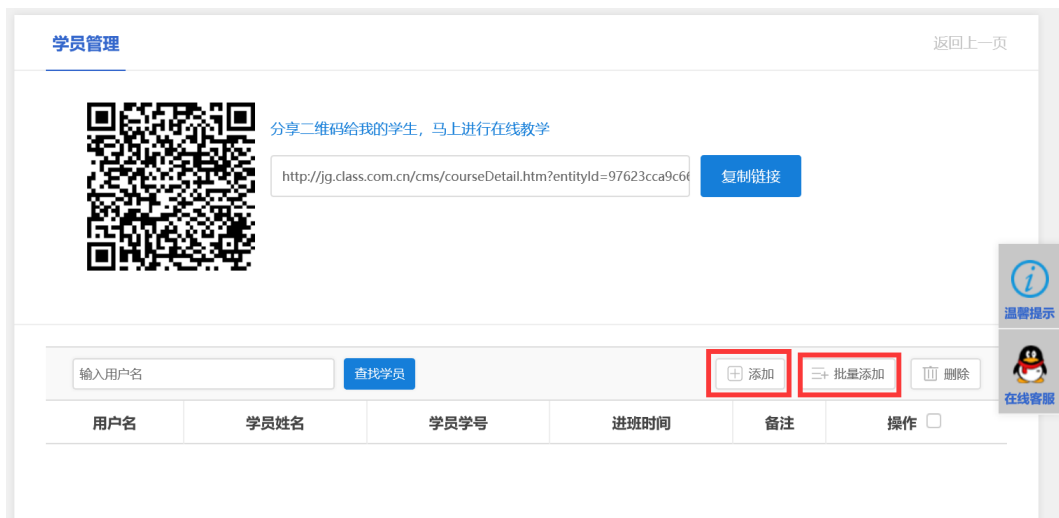 学员管理
返回上一页
分享二维码给我的学生，马上进行在线教学
http://jg.class.com.cn/cms/courseDetail.htm?entityId=97623cca9c66
复制链接
温馨提示
输入用户名
查找学员
添加
批量添加
删除
在线客服
用户名 学员姓名 学员学号 进班时间 备注 操作